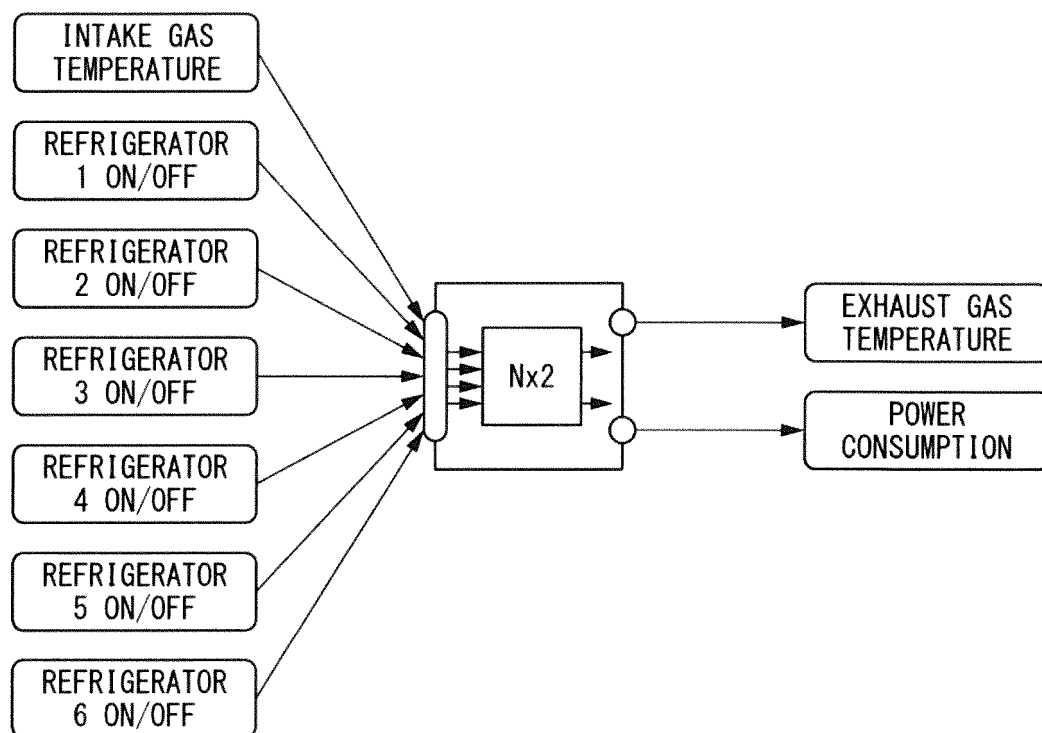 INTAKE GAS
TEMPERATURE
REFRIGERATOR
1 ON/OFF
REFRIGERATOR
2 ON/OFF
REFRIGERATOR
3 ON/OFF
REFRIGERATOR
4 ON/OFF
REFRIGERATOR
5 ON/OFF
REFRIGERATOR
6 ON/OFF
Nx2
EXHAUST GAS
TEMPERATURE
POWER
CONSUMPTION